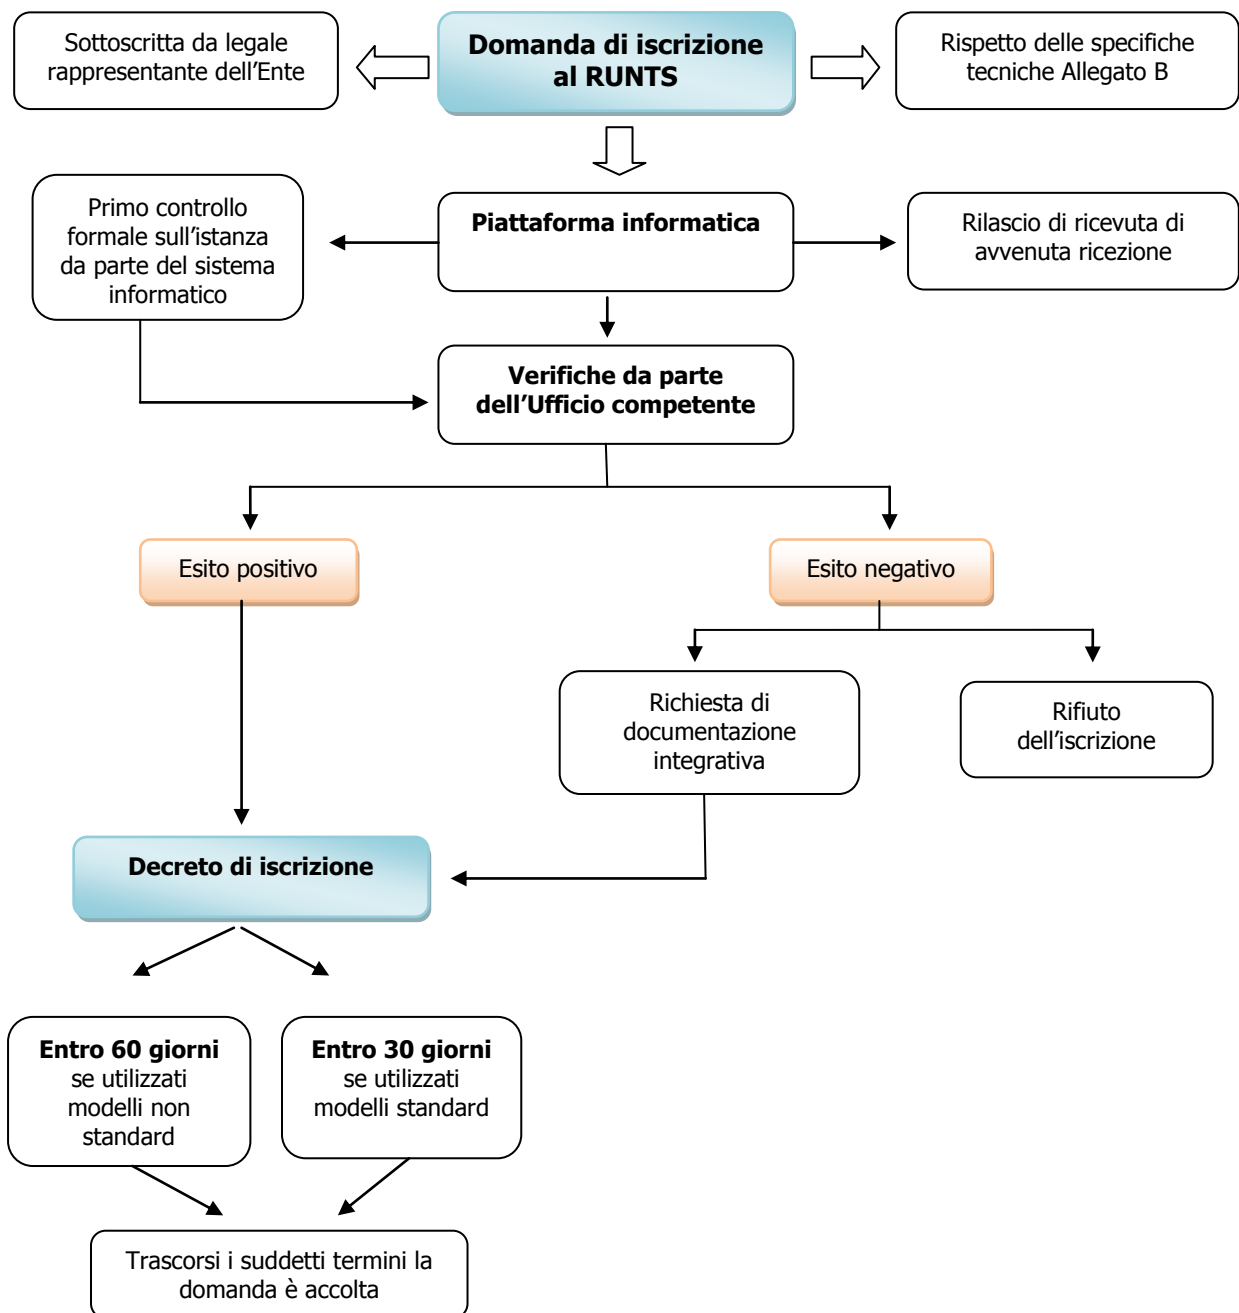 Sottoscritta da legale
rappresentante dell'Ente
Domanda di iscrizione
al RUNTS
Rispetto delle specifiche
tecniche Allegato B
Primo controllo
formale sull'istanza
da parte del sistema
informatico
Piattaforma informatica
Rilascio di ricevuta di
avvenuta ricezione
Verifiche da parte
dell'Ufficio competente
Esito positivo
Esito negativo
Richiesta di
documentazione
integrativa
Rifiuto
dell'iscrizione
Decreto di iscrizione
Entro 60 giorni
se utilizzati
modelli non
standard
Entro 30 giorni
se utilizzati
modelli standard
Trascorsi i suddetti termini la
domanda è accolta